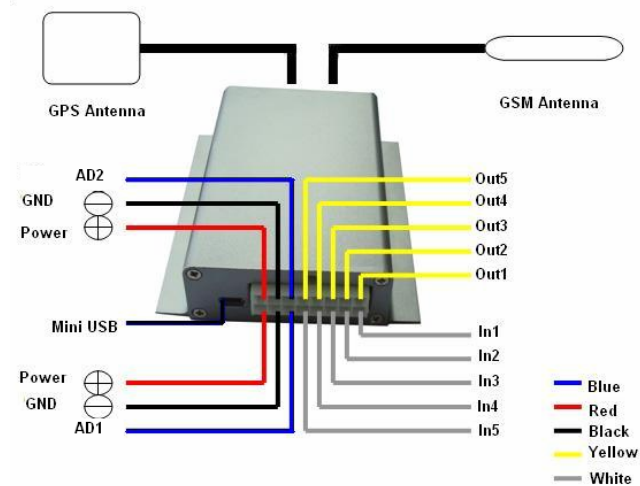 GPS Antenna
GSM Antenna
AD2
GND
Power
Mini USB
Power
GND
AD1
Out5
Out4
Out3
Out2
Out1
In1
In2
In3
In4
In5
Blue
Red
Black
Yellow
White